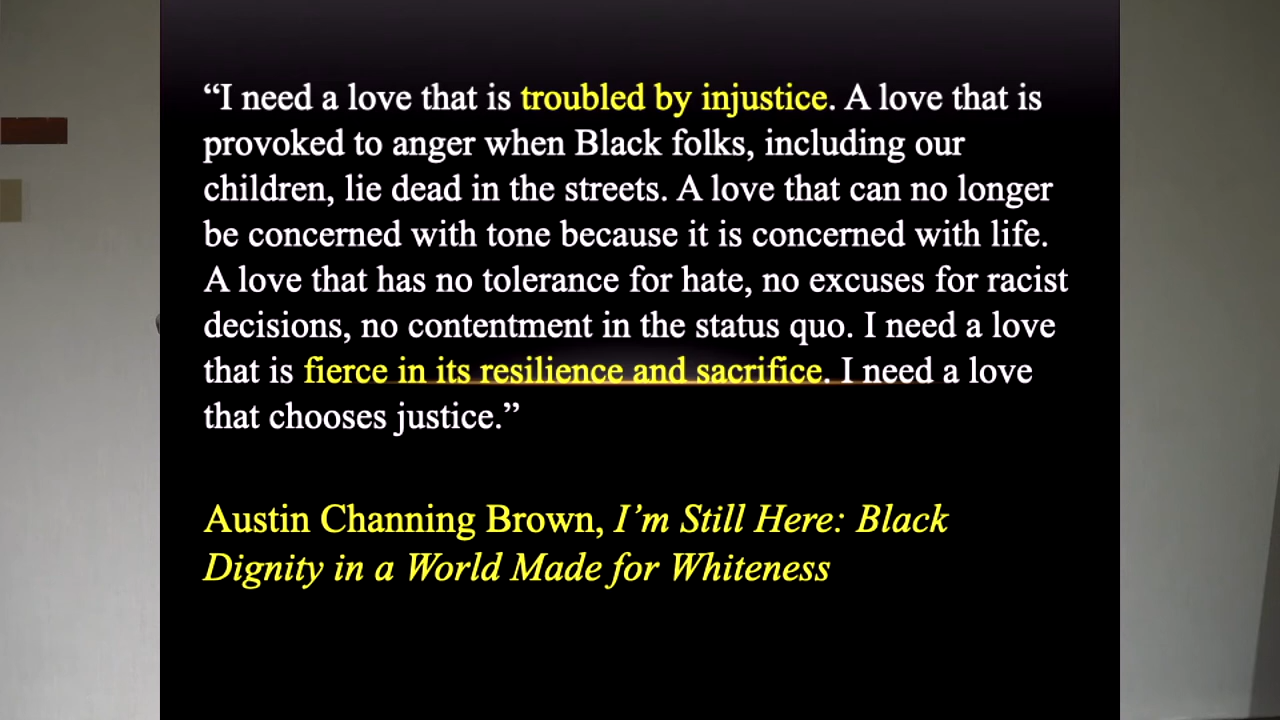 “I need a love that is troubled by injustice. A love that is
provoked to anger when Black folks, including our
children, lie dead in the streets. A love that can no longer
be concerned with tone because it is concerned with life.
A love that has no tolerance for hate, no excuses for racist
decisions, no contentment in the status quo. I need a love
that is fierce in its resilience and sacrifice. I need a love
that chooses justice.”
Austin Channing Brown, I’m Still Here: Black
Dignity in a World Made for Whiteness